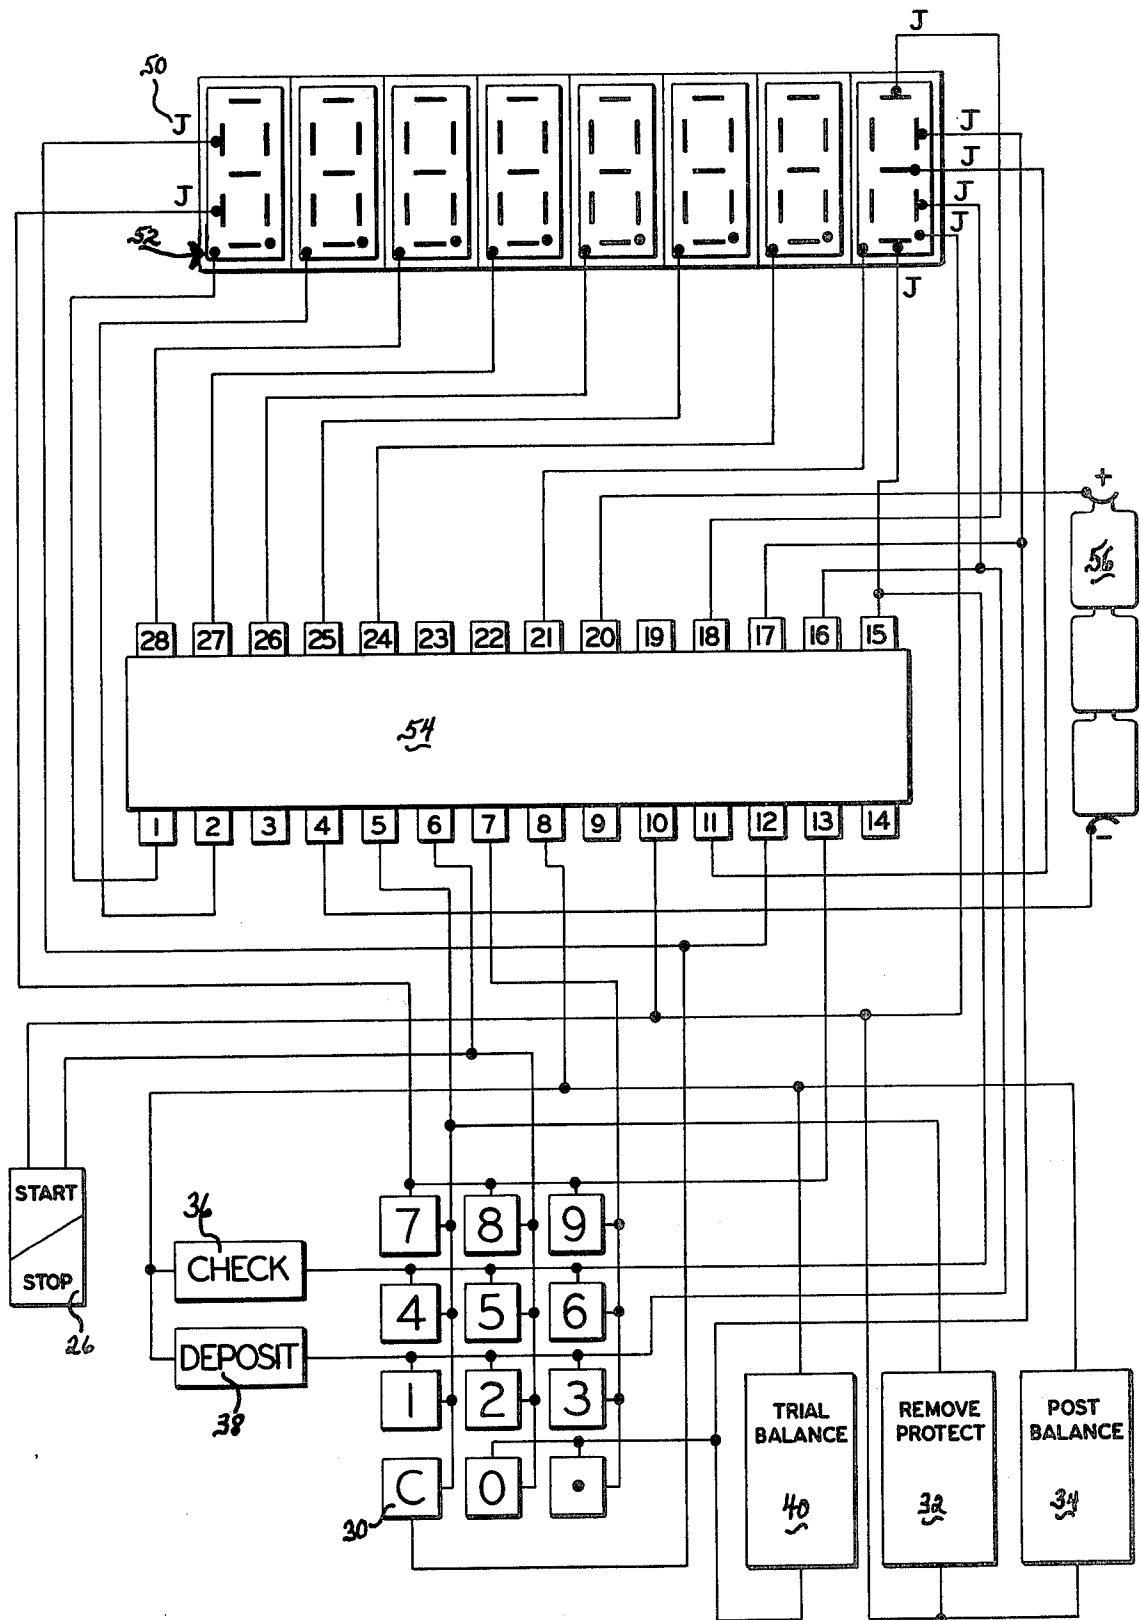 J
50
J
J
J
J
J
J
52
J
+
56
28 27 26 25 24 23 22 21 20 19 18 17 16 15
54
1 2 3 4 5 6 7 8 9 10 11 12 13 14
−
START
STOP
26
36
CHECK
DEPOSIT
38
7 8 9
4 5 6
1 2 3
C 0 •
30
TRIAL
BALANCE
40
REMOVE
PROTECT
32
POST
BALANCE
34